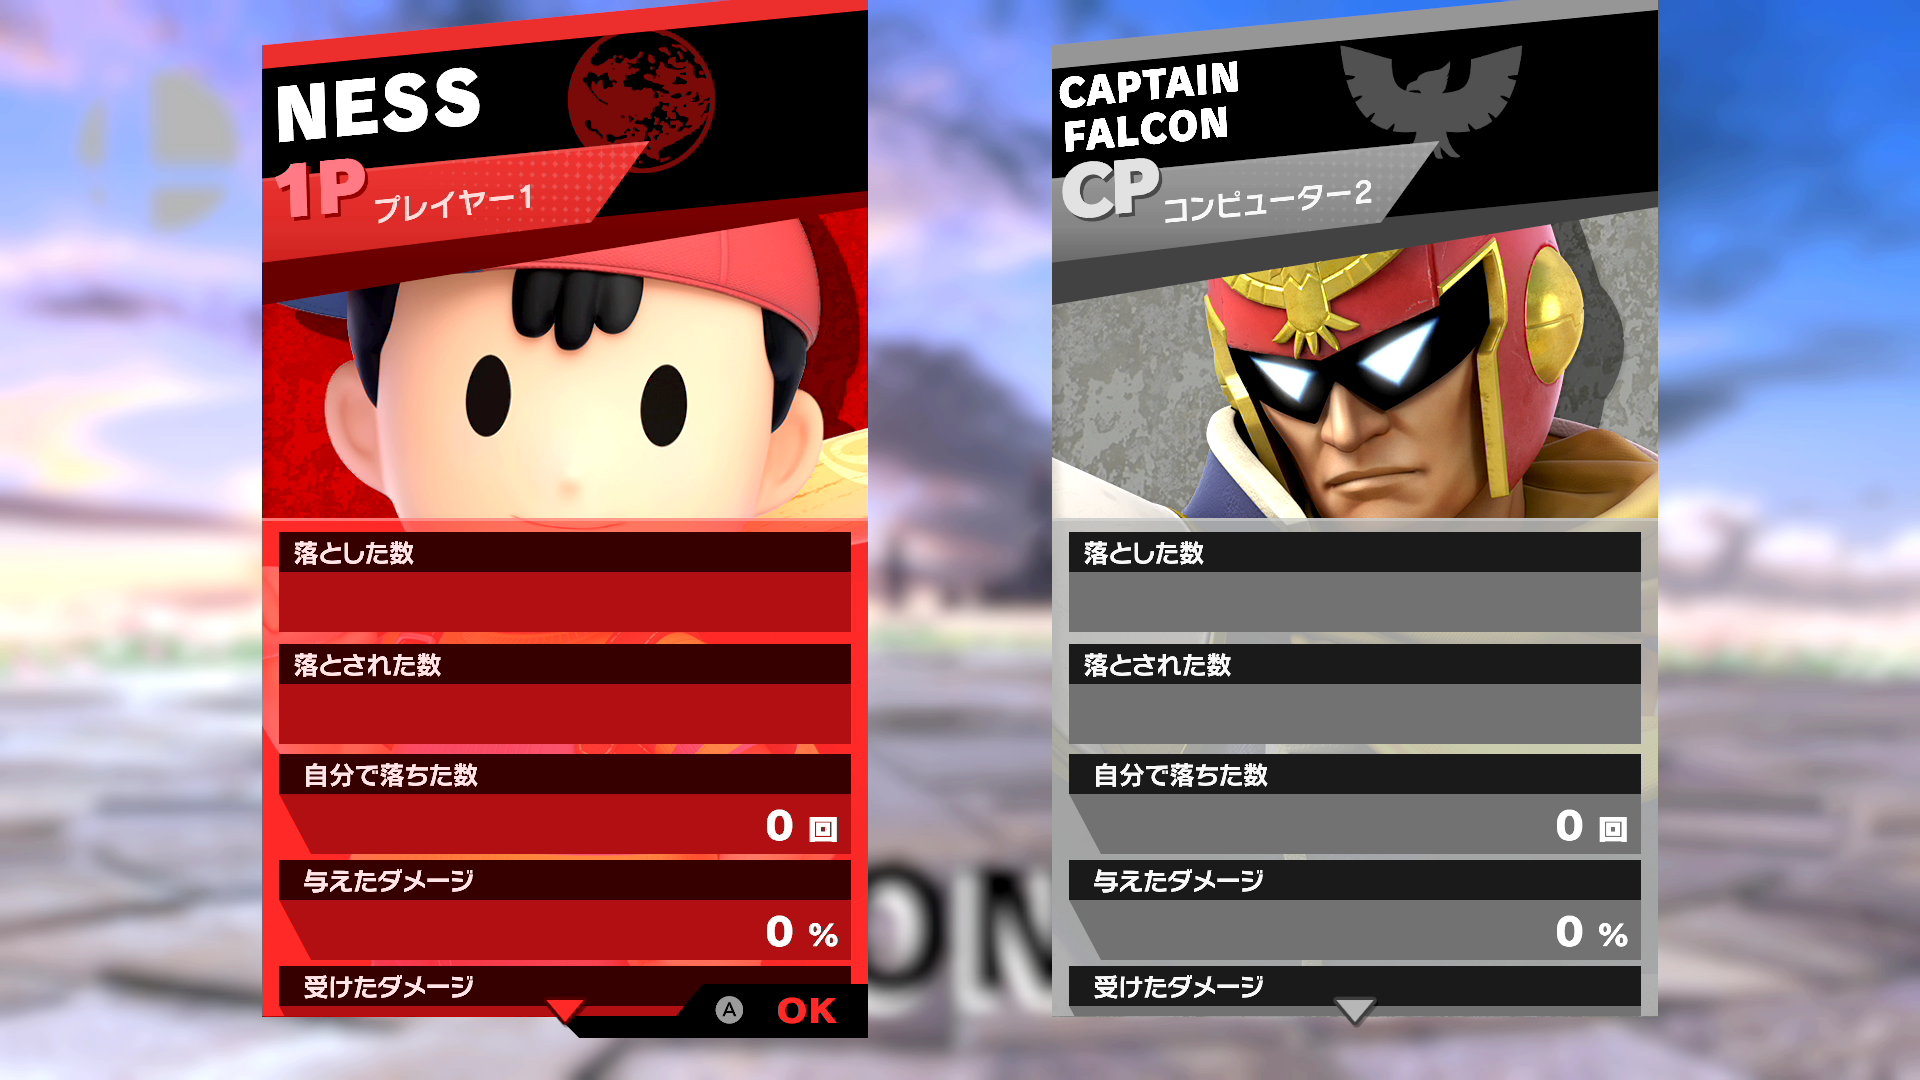 NESS
1P プレイヤー1
落とした数
落とされた数
自分で落ちた数
0 回
与えたダメージ
0 %
受けたダメージ
A OK
CAPTAIN
FALCON
CP コンピューター2
落とした数
落とされた数
自分で落ちた数
0 回
与えたダメージ
0 %
受けたダメージ
ON